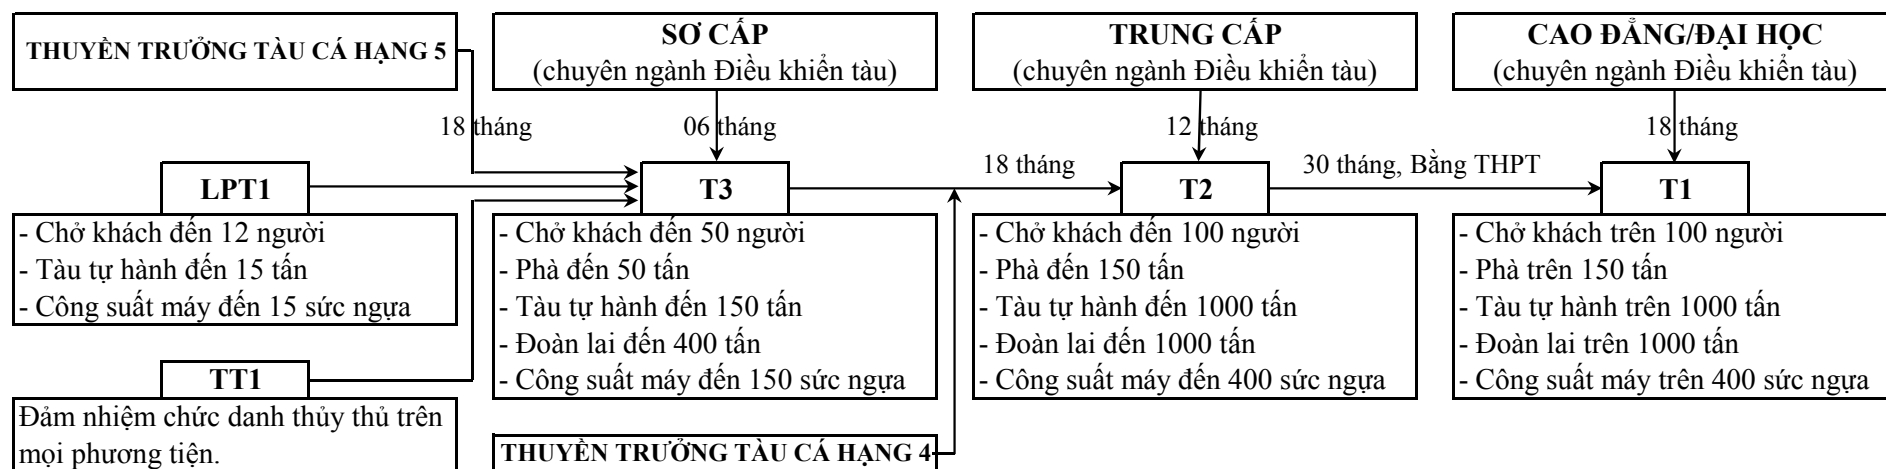 THUYỀN TRƯỞNG TÀU CÁ HẠNG 5
SƠ CẤP
(chuyên ngành Điều khiển tàu)
TRUNG CẤP
(chuyên ngành Điều khiển tàu)
CAO ĐẲNG/ĐẠI HỌC
(chuyên ngành Điều khiển tàu)
18 tháng
06 tháng
12 tháng
18 tháng
LPT1
T3
18 tháng
T2
30 tháng, Bằng THPT
T1
- Chở khách đến 12 người
- Tàu tự hành đến 15 tấn
- Công suất máy đến 15 sức ngựa
- Chở khách đến 50 người
- Phà đến 50 tấn
- Tàu tự hành đến 150 tấn
- Đoàn lai đến 400 tấn
- Công suất máy đến 150 sức ngựa
- Chở khách đến 100 người
- Phà đến 150 tấn
- Tàu tự hành đến 1000 tấn
- Đoàn lai đến 1000 tấn
- Công suất máy đến 400 sức ngựa
- Chở khách trên 100 người
- Phà trên 150 tấn
- Tàu tự hành trên 1000 tấn
- Đoàn lai trên 1000 tấn
- Công suất máy trên 400 sức ngựa
TT1
Đảm nhiệm chức danh thủy thủ trên
mọi phương tiện.
THUYỀN TRƯỞNG TÀU CÁ HẠNG 4